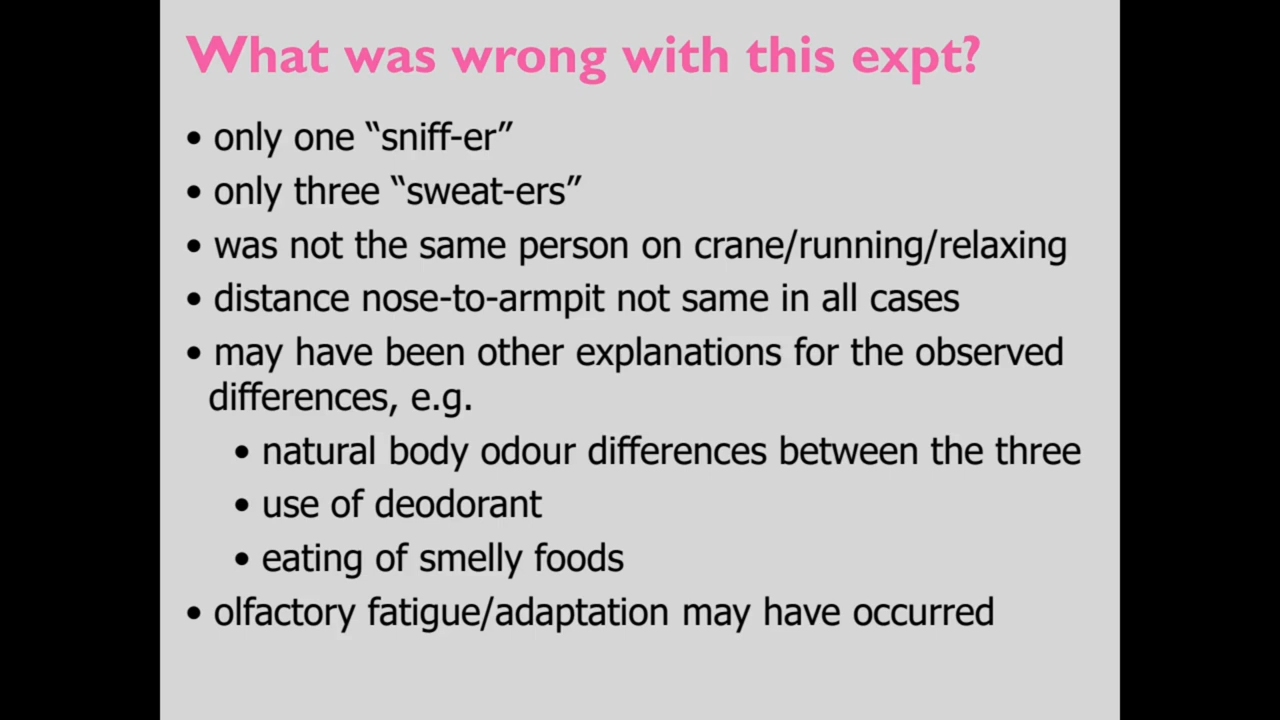 What was wrong with this expt?
• only one “sniff-er”
• only three “sweat-ers”
• was not the same person on crane/running/relaxing
• distance nose-to-armpit not same in all cases
• may have been other explanations for the observed
differences, e.g.
• natural body odour differences between the three
• use of deodorant
• eating of smelly foods
• olfactory fatigue/adaptation may have occurred